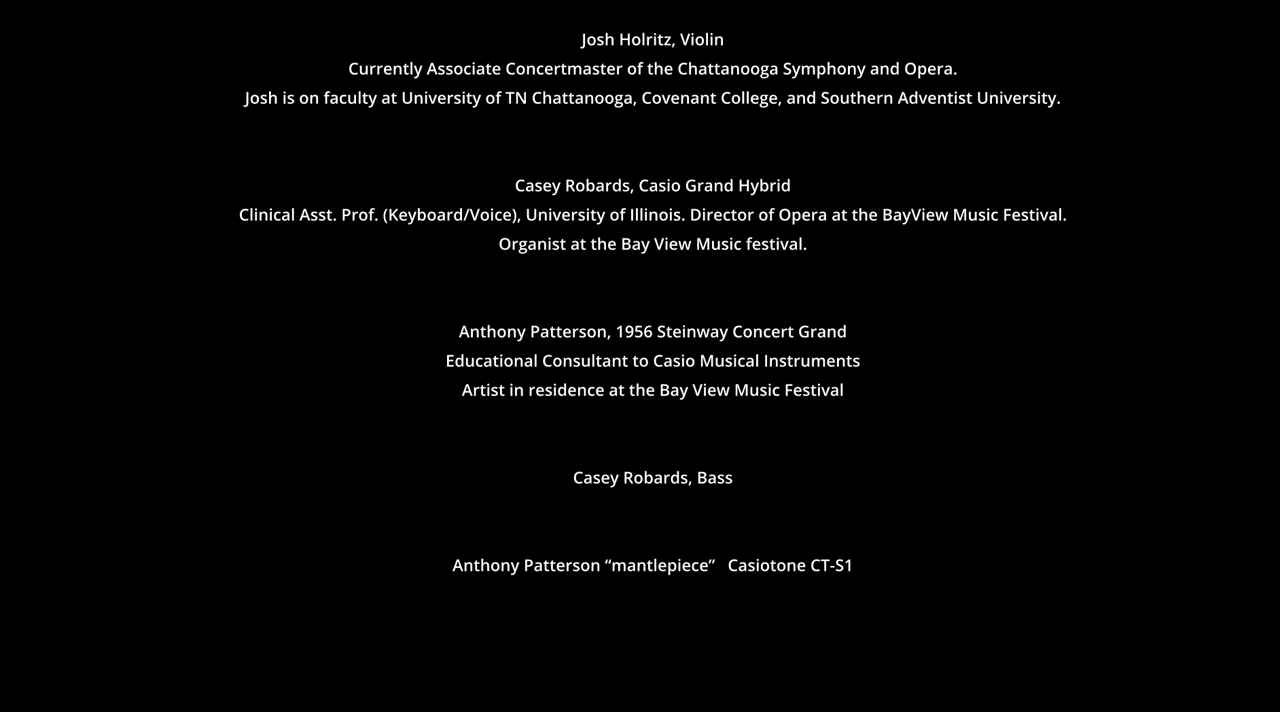 Josh Holritz, Violin
Currently Associate Concertmaster of the Chattanooga Symphony and Opera.
Josh is on faculty at University of TN Chattanooga, Covenant College, and Southern Adventist University.
Casey Robards, Casio Grand Hybrid
Clinical Asst. Prof. (Keyboard/Voice), University of Illinois. Director of Opera at the BayView Music Festival.
Organist at the Bay View Music festival.
Anthony Patterson, 1956 Steinway Concert Grand
Educational Consultant to Casio Musical Instruments
Artist in residence at the Bay View Music Festival
Casey Robards, Bass
Anthony Patterson “mantlepiece”   Casiotone CT-S1